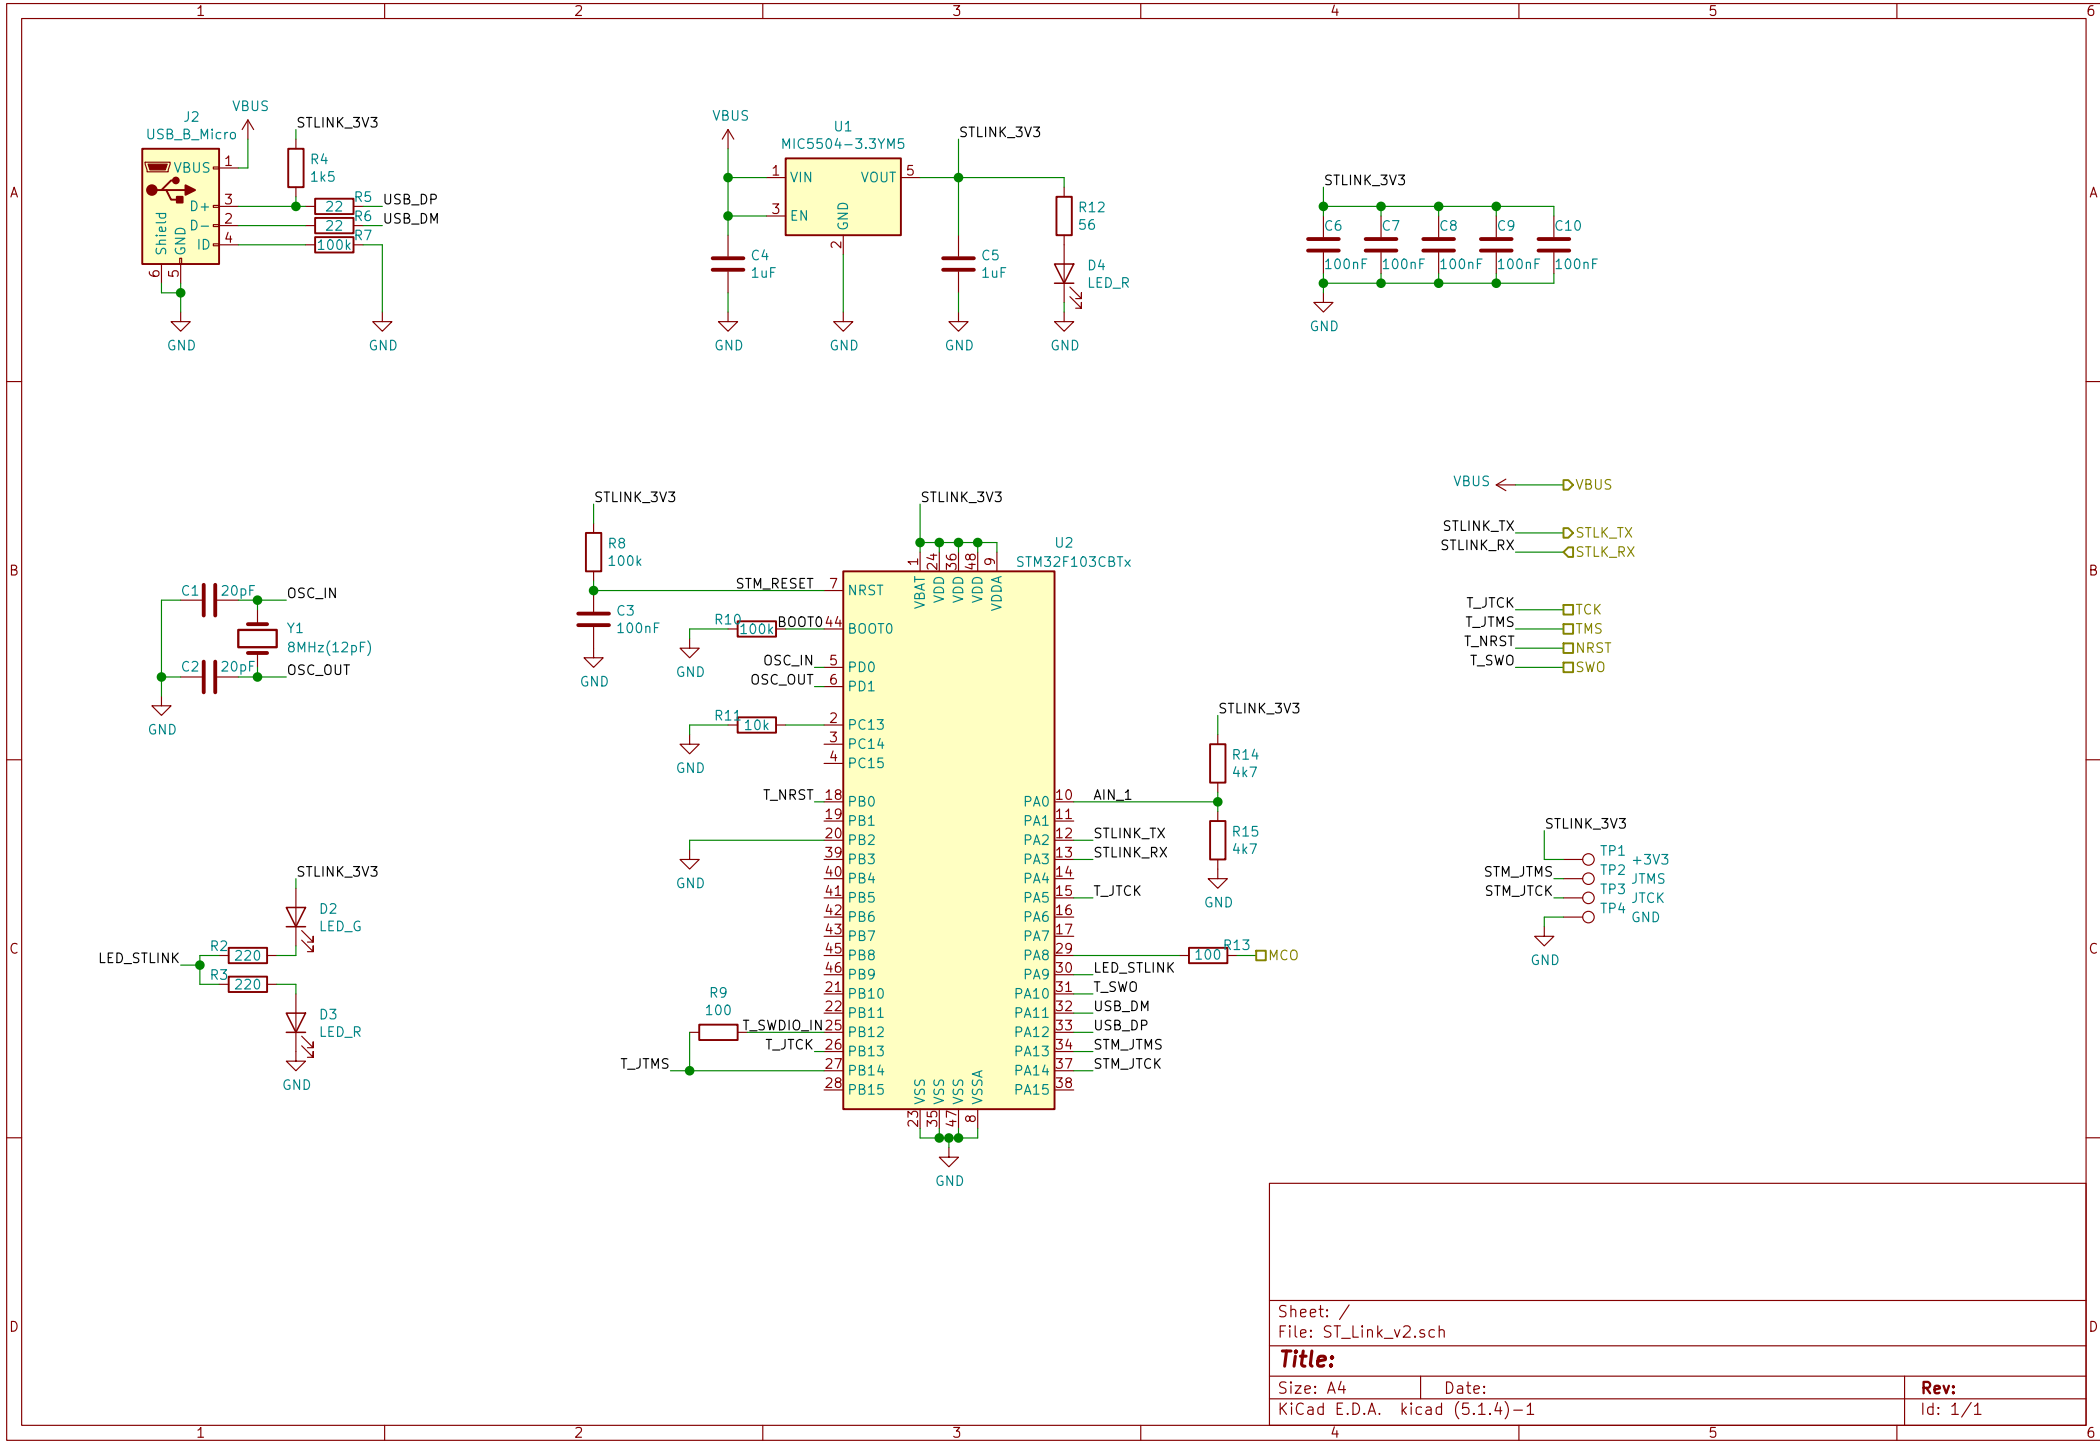 1 2 3 4 5 6
A
B
C
D
A
B
C
D
1 2 3 4 5 6
J2
USB_B_Micro
VBUS
STLINK_3V3
R4
1k5
VBUS 1
D+ 3
D- 2
ID 4
Shield
GND
6
5
R5
22
USB_DP
R6
22
USB_DM
R7
100k
GND
GND
VBUS
U1
MIC5504-3.3YM5
STLINK_3V3
1 VIN
VOUT 5
3 EN
GND
2
C4
1uF
C5
1uF
R12
56
D4
LED_R
GND
GND
GND
GND
STLINK_3V3
C6
C7
C8
C9
C10
100nF
100nF
100nF
100nF
100nF
GND
C1 20pF
OSC_IN
Y1
8MHz(12pF)
C2 20pF
OSC_OUT
GND
STLINK_3V3
R8
100k
C3
100nF
GND
STM_RESET
R10
100k
BOOT0
GND
OSC_IN
OSC_OUT
R11
10k
GND
T_NRST
GND
R9
100
T_SWDIO_IN
T_JTCK
T_JTMS
STLINK_3V3
U2
STM32F103CBTx
1 24 36 48 9
VBAT
VDD
VDD
VDD
VDDA
7 NRST
44 BOOT0
5 PD0
6 PD1
2 PC13
3 PC14
4 PC15
18 PB0
19 PB1
20 PB2
39 PB3
40 PB4
41 PB5
42 PB6
43 PB7
45 PB8
46 PB9
21 PB10
22 PB11
25 PB12
26 PB13
27 PB14
28 PB15
PA0 10 AIN_1
PA1 11
PA2 12 STLINK_TX
PA3 13 STLINK_RX
PA4 14
PA5 15 T_JTCK
PA6 16
PA7 17
PA8 29
PA9 30 LED_STLINK
PA10 31 T_SWO
PA11 32 USB_DM
PA12 33 USB_DP
PA13 34 STM_JTMS
PA14 37 STM_JTCK
PA15 38
VSS
VSS
VSS
VSSA
23 35 47 8
GND
STLINK_3V3
R14
4k7
R15
4k7
GND
R13
100
MCO
VBUS VBUS
STLINK_TX STLK_TX
STLINK_RX STLK_RX
T_JTCK TCK
T_JTMS TMS
T_NRST NRST
T_SWO SWO
STLINK_3V3
TP1 +3V3
STM_JTMS TP2 JTMS
STM_JTCK TP3 JTCK
TP4 GND
GND
STLINK_3V3
D2
LED_G
LED_STLINK
R2
220
R3
220
D3
LED_R
GND
Sheet: /
File: ST_Link_v2.sch
Title:
Size: A4 Date: Rev:
KiCad E.D.A. kicad (5.1.4)-1 Id: 1/1